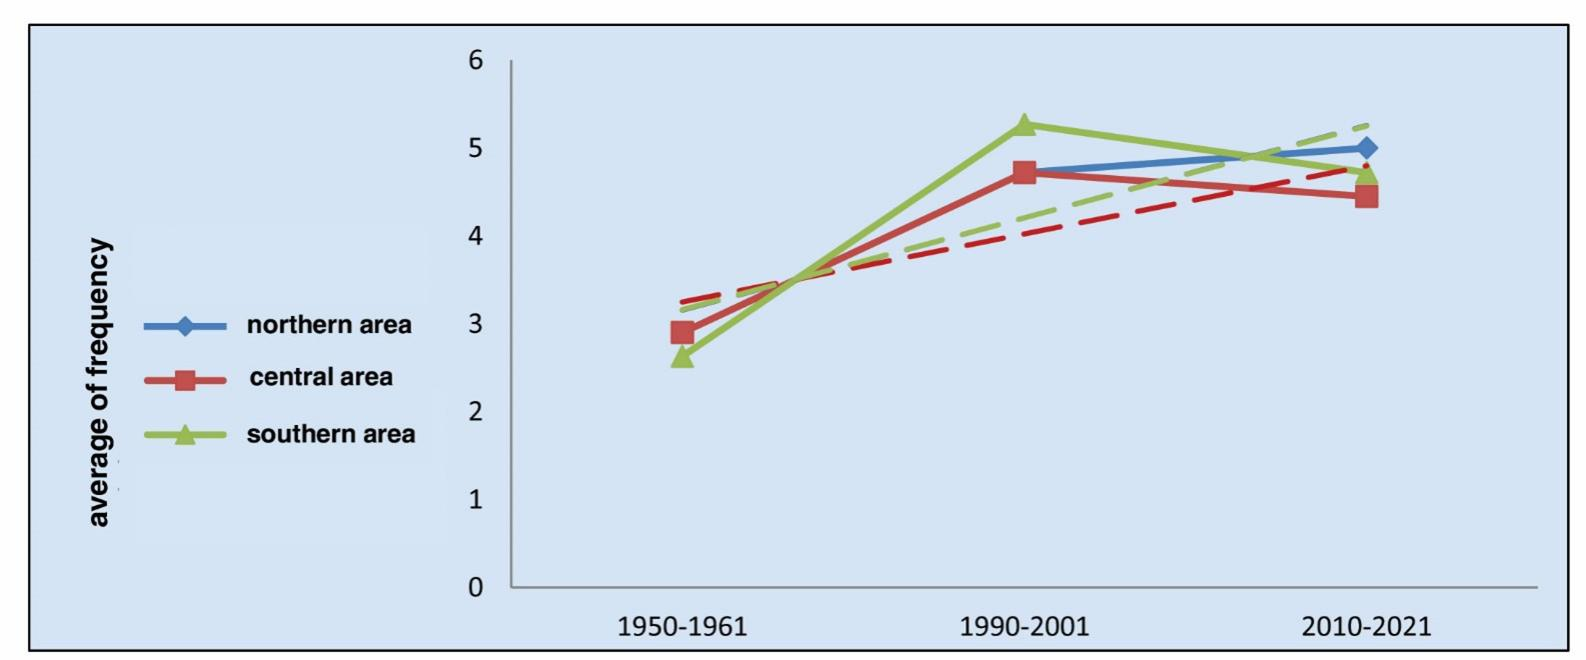 average of frequency
northern area
central area
southern area
6
5
4
3
2
1
0
1950-1961 1990-2001 2010-2021